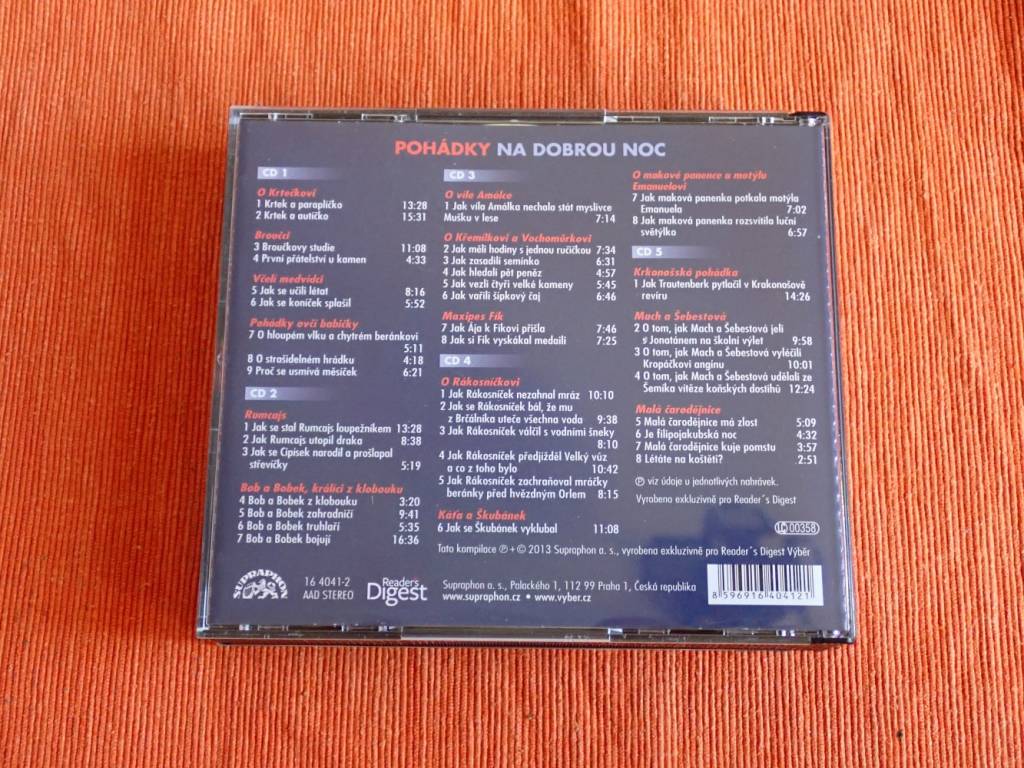 POHÁDKY NA DOBROU NOC
CD 1
O Krtečkovi
1 Krtek a paraplíčko 13:28
2 Krtek a autíčko 15:31
Broučci
3 Broučkovy studie 11:08
4 První přátelství u kamen 4:33
Včelí medvídci
5 Jak se učili létat 8:16
6 Jak se koníček splašil 5:52
Pohádky ovčí babičky
7 O hloupém vlku a chytrém beránkovi
5:11
8 O strašidelném hrádku 4:18
9 Proč se usmívá měsíček 6:21
CD 2
Rumcajs
1 Jak se stal Rumcajs loupežníkem 13:28
2 Jak Rumcajs utopil draka 8:38
3 Jak se Cipísek narodil a prošlapal
střevíčky 5:19
Bob a Bobek, králíci z klobouku
4 Bob a Bobek z klobouku 3:20
5 Bob a Bobek zahradničí 9:41
6 Bob a Bobek truhlaří 5:35
7 Bob a Bobek bojují 16:36
CD 3
O víle Amálce
1 Jak víla Amálka nechala stát myslivce
Mušku v lese 7:14
O Křemílkovi a Vochomůrkovi
2 Jak měli hodiny s jednou ručičkou 7:34
3 Jak zasadili semínko 6:31
4 Jak hledali pět peněz 4:57
5 Jak vezli čtyři velké kameny 5:45
6 Jak vařili šípkový čaj 6:46
Maxipes Fík
7 Jak Ája k Fíkovi přišla 7:46
8 Jak si Fík vyskákal medaili 7:25
CD 4
O Rákosníčkovi
1 Jak Rákosníček nezahnal mráz 10:10
2 Jak se Rákosníček bál, že mu
z Brčálníka uteče všechna voda 9:38
3 Jak Rákosníček válčil s vodními šneky
8:10
4 Jak Rákosníček předjížděl Velký vůz
a co z toho bylo 10:42
5 Jak Rákosníček zachraňoval mráčky
beránky před hvězdným Orlem 8:15
Káťa a Škubánek
6 Jak se Škubánek vyklubal 11:08
O makové panence a motýlu
Emanuelovi
7 Jak maková panenka potkala motýla
Emanuela 7:02
8 Jak maková panenka rozsvítila luční
světýlka 6:57
CD 5
Krkonošská pohádka
1 Jak Trautenberk pytlačil v Krakonošově
revíru 14:26
Mach a Šebestová
2 O tom, jak Mach a Šebestová jeli
s Jonatánem na školní výlet 9:58
3 O tom, jak Mach a Šebestová vyléčili
Kropáčkovi angínu 10:01
4 O tom, jak Mach a Šebestová udělali ze
Šemíka vítěze koňských dostihů 12:24
Malá čarodějnice
5 Malá čarodějnice má zlost 5:09
6 Je filipojakubská noc 4:32
7 Malá čarodějnice kuje pomstu 3:57
8 Létáte na koštěti? 2:51
℗ viz údaje u jednotlivých nahrávek.
Vyrobena exkluzivně pro Reader´s Digest
LC 00358
Tato kompilace ℗+© 2013 Supraphon a. s., vyrobena exkluzivně pro Reader´s Digest Výběr
SUPRAPHON
16 4041-2
AAD STEREO
Reader's
Digest
Supraphon a. s., Palackého 1, 112 99 Praha 1, Česká republika
www.supraphon.cz • www.vyber.cz
8 596916 404121